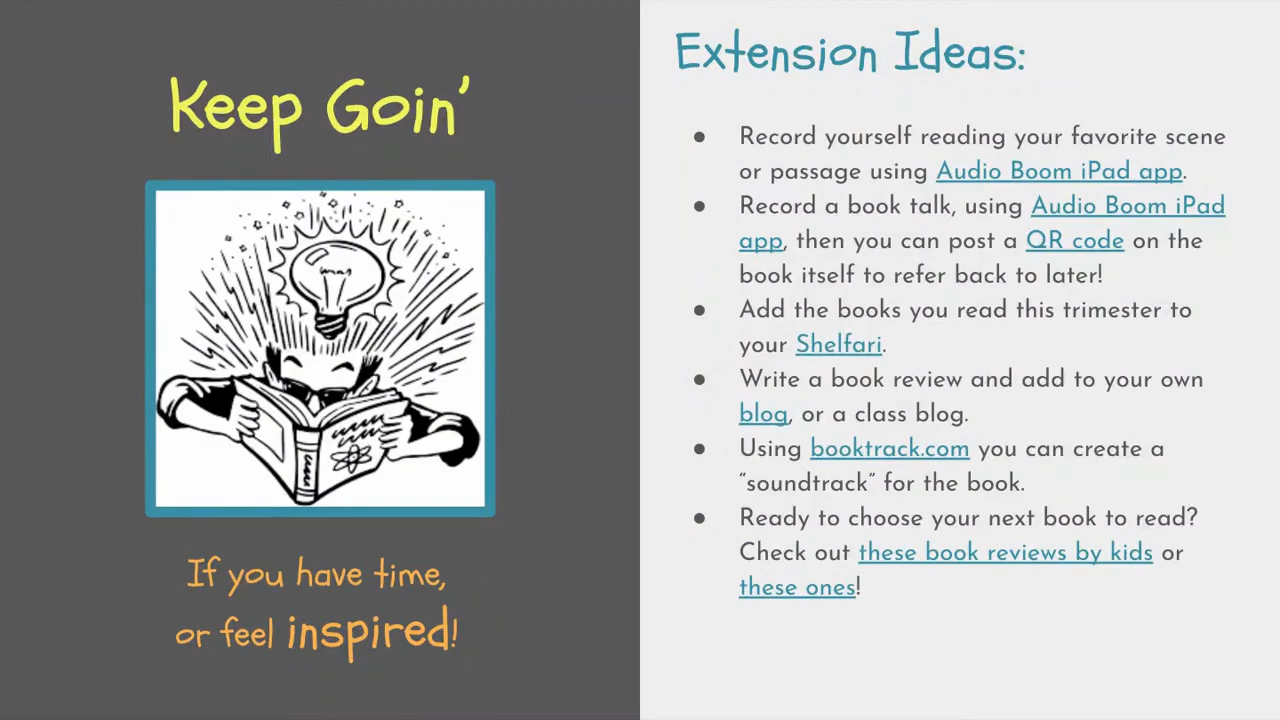 Keep Goin'
If you have time,
or feel inspired!
Extension Ideas:
● Record yourself reading your favorite scene
or passage using Audio Boom iPad app.
● Record a book talk, using Audio Boom iPad
app, then you can post a QR code on the
book itself to refer back to later!
● Add the books you read this trimester to
your Shelfari.
● Write a book review and add to your own
blog, or a class blog.
● Using booktrack.com you can create a
“soundtrack” for the book.
● Ready to choose your next book to read?
Check out these book reviews by kids or
these ones!